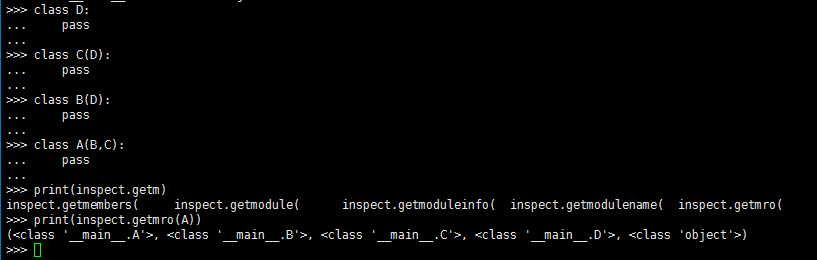 >>> class D:
...     pass
...
>>> class C(D):
...     pass
...
>>> class B(D):
...     pass
...
>>> class A(B,C):
...     pass
...
>>> print(inspect.getm)
inspect.getmembers(     inspect.getmodule(      inspect.getmoduleinfo(  inspect.getmodulename(  inspect.getmro(
>>> print(inspect.getmro(A))
(<class '__main__.A'>, <class '__main__.B'>, <class '__main__.C'>, <class '__main__.D'>, <class 'object'>)
>>>